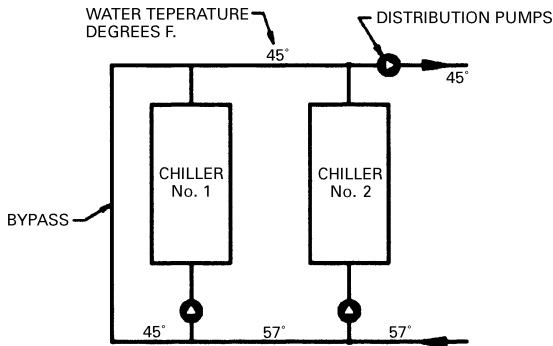 WATER TEPERATURE
DEGREES F.
DISTRIBUTION PUMPS
45°
45°
CHILLER
No. 1
CHILLER
No. 2
BYPASS
45°
57°
57°